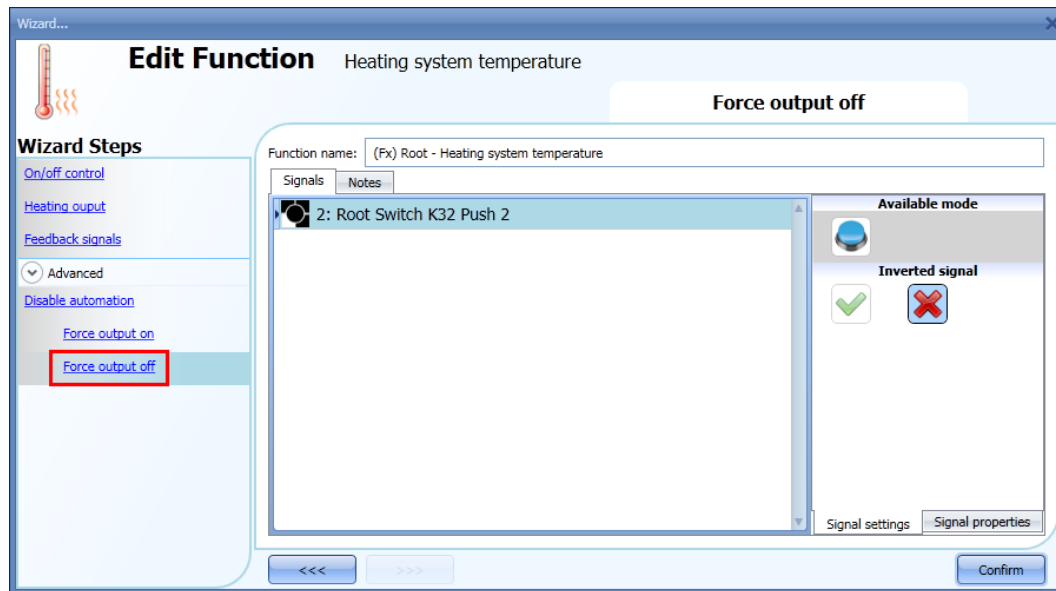 Wizard...
Edit Function Heating system temperature
Force output off
Wizard Steps
On/off control
Heating ouput
Feedback signals
Advanced
Disable automation
Force output on
Force output off
Function name: (Fx) Root - Heating system temperature
Signals Notes
2: Root Switch K32 Push 2
Available mode
Inverted signal
Signal settings Signal properties
<<< >>> Confirm